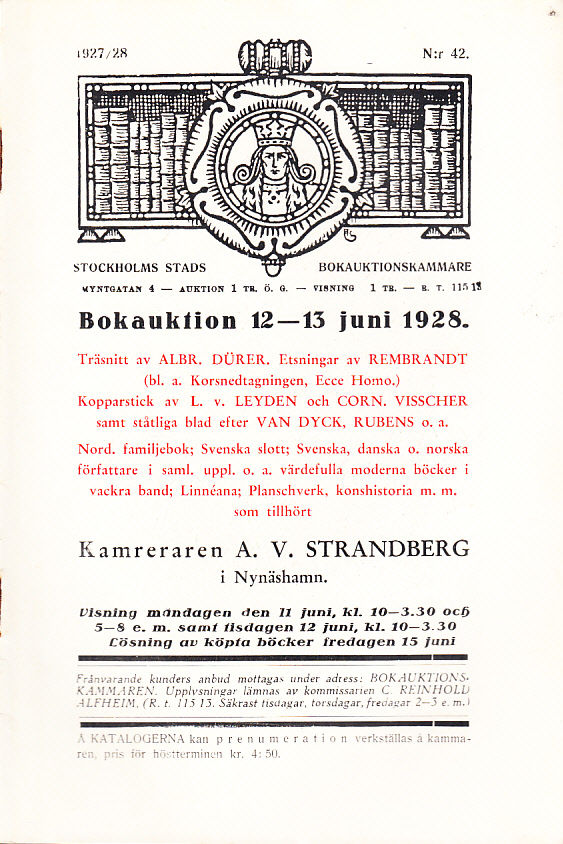 1927/28 N:r 42.
STOCKHOLMS STADS BOKAUKTIONSKAMMARE
MYNTGATAN 4 — AUKTION 1 TR. Ö. G. — VISNING 1 TR. — R. T. 115 13
Bokauktion 12—13 juni 1928.
Träsnitt av ALBR. DÜRER. Etsningar av REMBRANDT
(bl. a. Korsnedtagningen, Ecce Homo.)
Kopparstick av L. v. LEYDEN och CORN. VISSCHER
samt ståtliga blad efter VAN DYCK, RUBENS o. a.
Nord. familjebok; Svenska slott; Svenska, danska o. norska
författare i saml. uppl. o. a. värdefulla moderna böcker i
vackra band; Linnéana; Planschverk, konshistoria m. m.
som tillhört
Kamreraren A. V. STRANDBERG
i Nynäshamn.
Visning måndagen den 11 juni, kl. 10—3.30 och
5—8 e. m. samt tisdagen 12 juni, kl. 10—3.30
Lösning av köpta böcker fredagen 15 juni
Frånvarande kunders anbud mottagas under adress: BOKAUKTIONS-
KAMMAREN. Upplysningar lämnas av kommissarien C. REINHOLD
ALFHEIM, (R. t. 115 13. Säkrast tisdagar, torsdagar, fredagar 2—3 e. m.)
Å KATALOGERNA kan prenumeration verkställas å kamma-
ren, pris för höstterminen kr. 4:50.